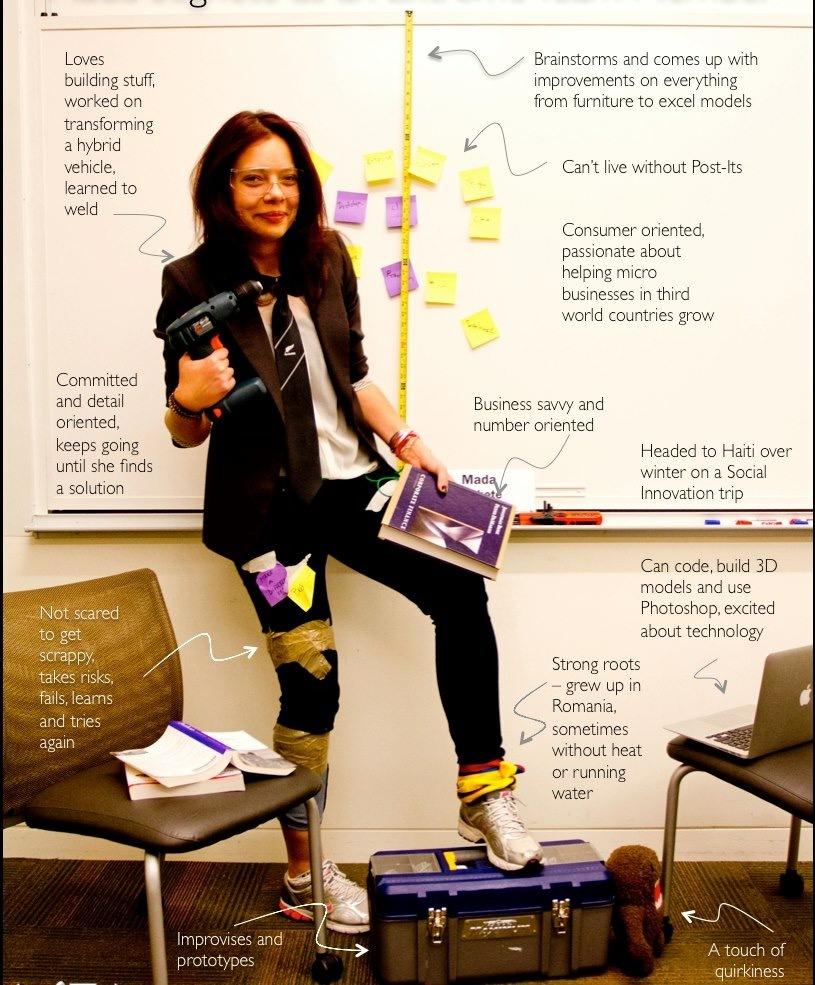 Loves
building stuff,
worked on
transforming
a hybrid
vehicle,
learned to
weld
Brainstorms and comes up with
improvements on everything
from furniture to excel models
Can't live without Post-Its
Consumer oriented,
passionate about
helping micro
businesses in third
world countries grow
Committed
and detail
oriented,
keeps going
until she finds
a solution
Business savvy and
number oriented
Headed to Haiti over
winter on a Social
Innovation trip
Mada
CORPORATE FINANCE
Can code, build 3D
models and use
Photoshop, excited
about technology
Not scared
to get
scrappy,
takes risks,
fails, learns
and tries
again
Strong roots
– grew up in
Romania,
sometimes
without heat
or running
water
Improvises and
prototypes
A touch of
quirkiness